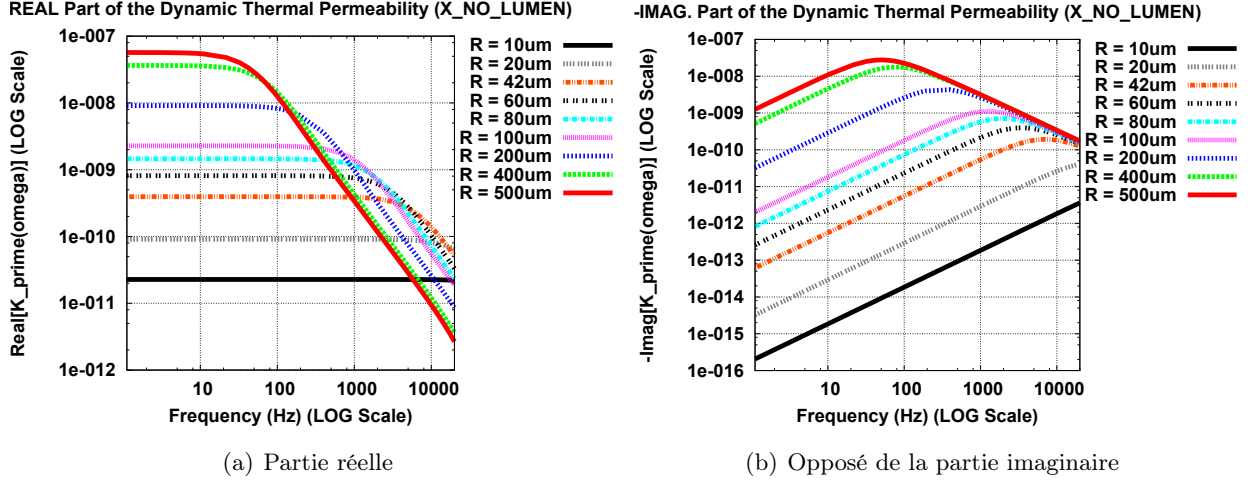 REAL Part of the Dynamic Thermal Permeability (X_NO_LUMEN)
Real[K_prime(omega)] (LOG Scale)
1e-007
1e-008
1e-009
1e-010
1e-011
1e-012
10
100
1000
10000
Frequency (Hz) (LOG Scale)
R = 10um
R = 20um
R = 42um
R = 60um
R = 80um
R = 100um
R = 200um
R = 400um
R = 500um
(a) Partie réelle
-IMAG. Part of the Dynamic Thermal Permeability (X_NO_LUMEN)
-Imag[K_prime(omega)] (LOG Scale)
1e-007
1e-008
1e-009
1e-010
1e-011
1e-012
1e-013
1e-014
1e-015
1e-016
10
100
1000
10000
Frequency (Hz) (LOG Scale)
R = 10um
R = 20um
R = 42um
R = 60um
R = 80um
R = 100um
R = 200um
R = 400um
R = 500um
(b) Opposé de la partie imaginaire